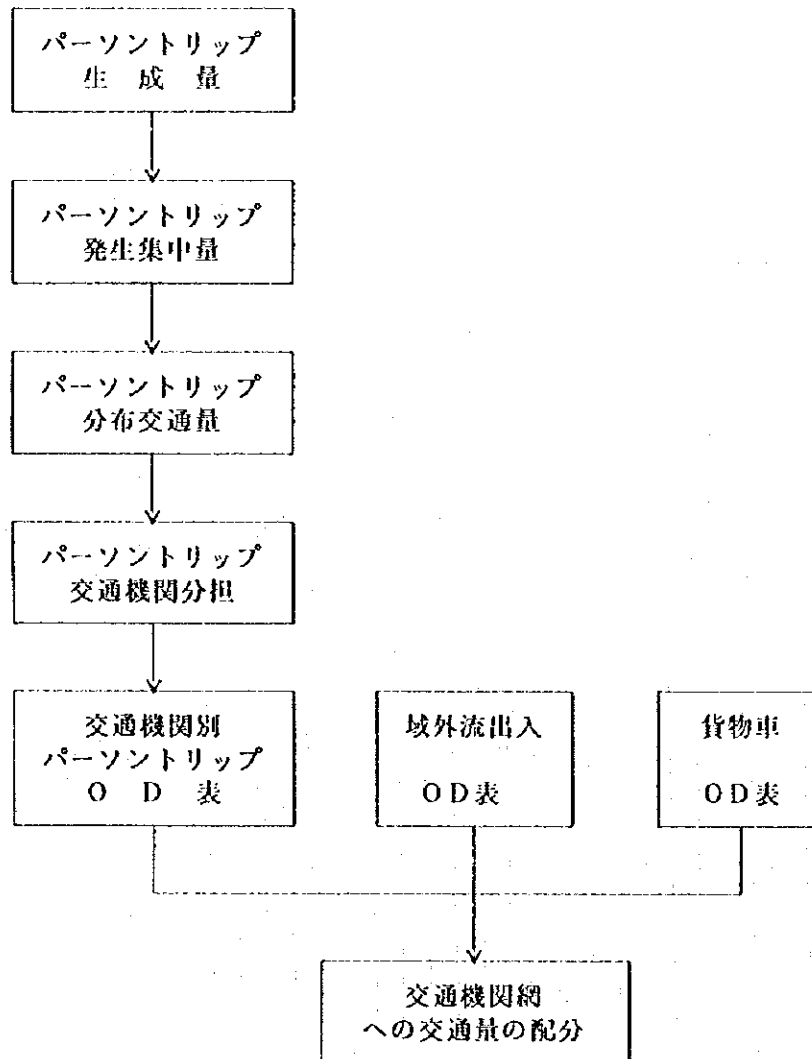 パーソントリップ
生 成 量
パーソントリップ
発生集中量
パーソントリップ
分布交通量
パーソントリップ
交通機関分担
交通機関別
パーソントリップ
O D 表
域外流出入
OD表
貨物車
OD表
交通機関網
への交通量の配分